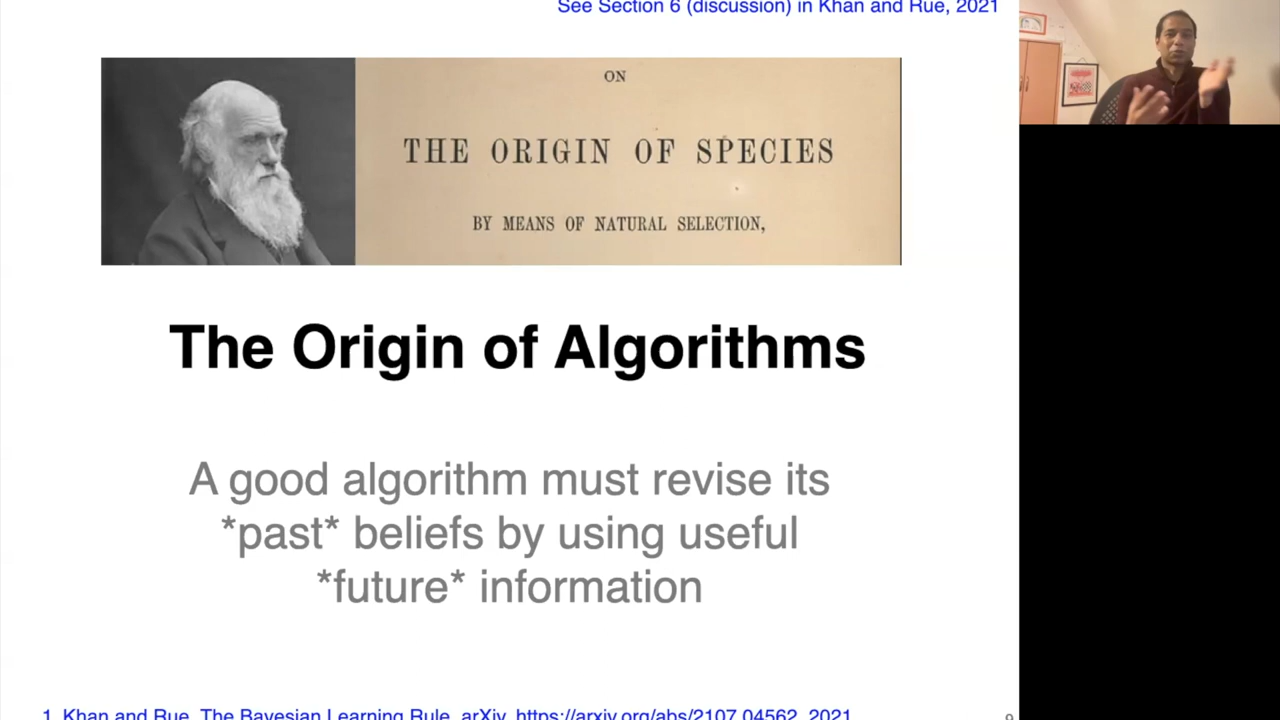 See Section 6 (discussion) in Khan and Rue, 2021
ON
THE ORIGIN OF SPECIES
BY MEANS OF NATURAL SELECTION,
The Origin of Algorithms
A good algorithm must revise its
*past* beliefs by using useful
*future* information
1. Khan and Rue, The Bayesian Learning Rule, arXiv, https://arxiv.org/abs/2107.04562, 2021
9